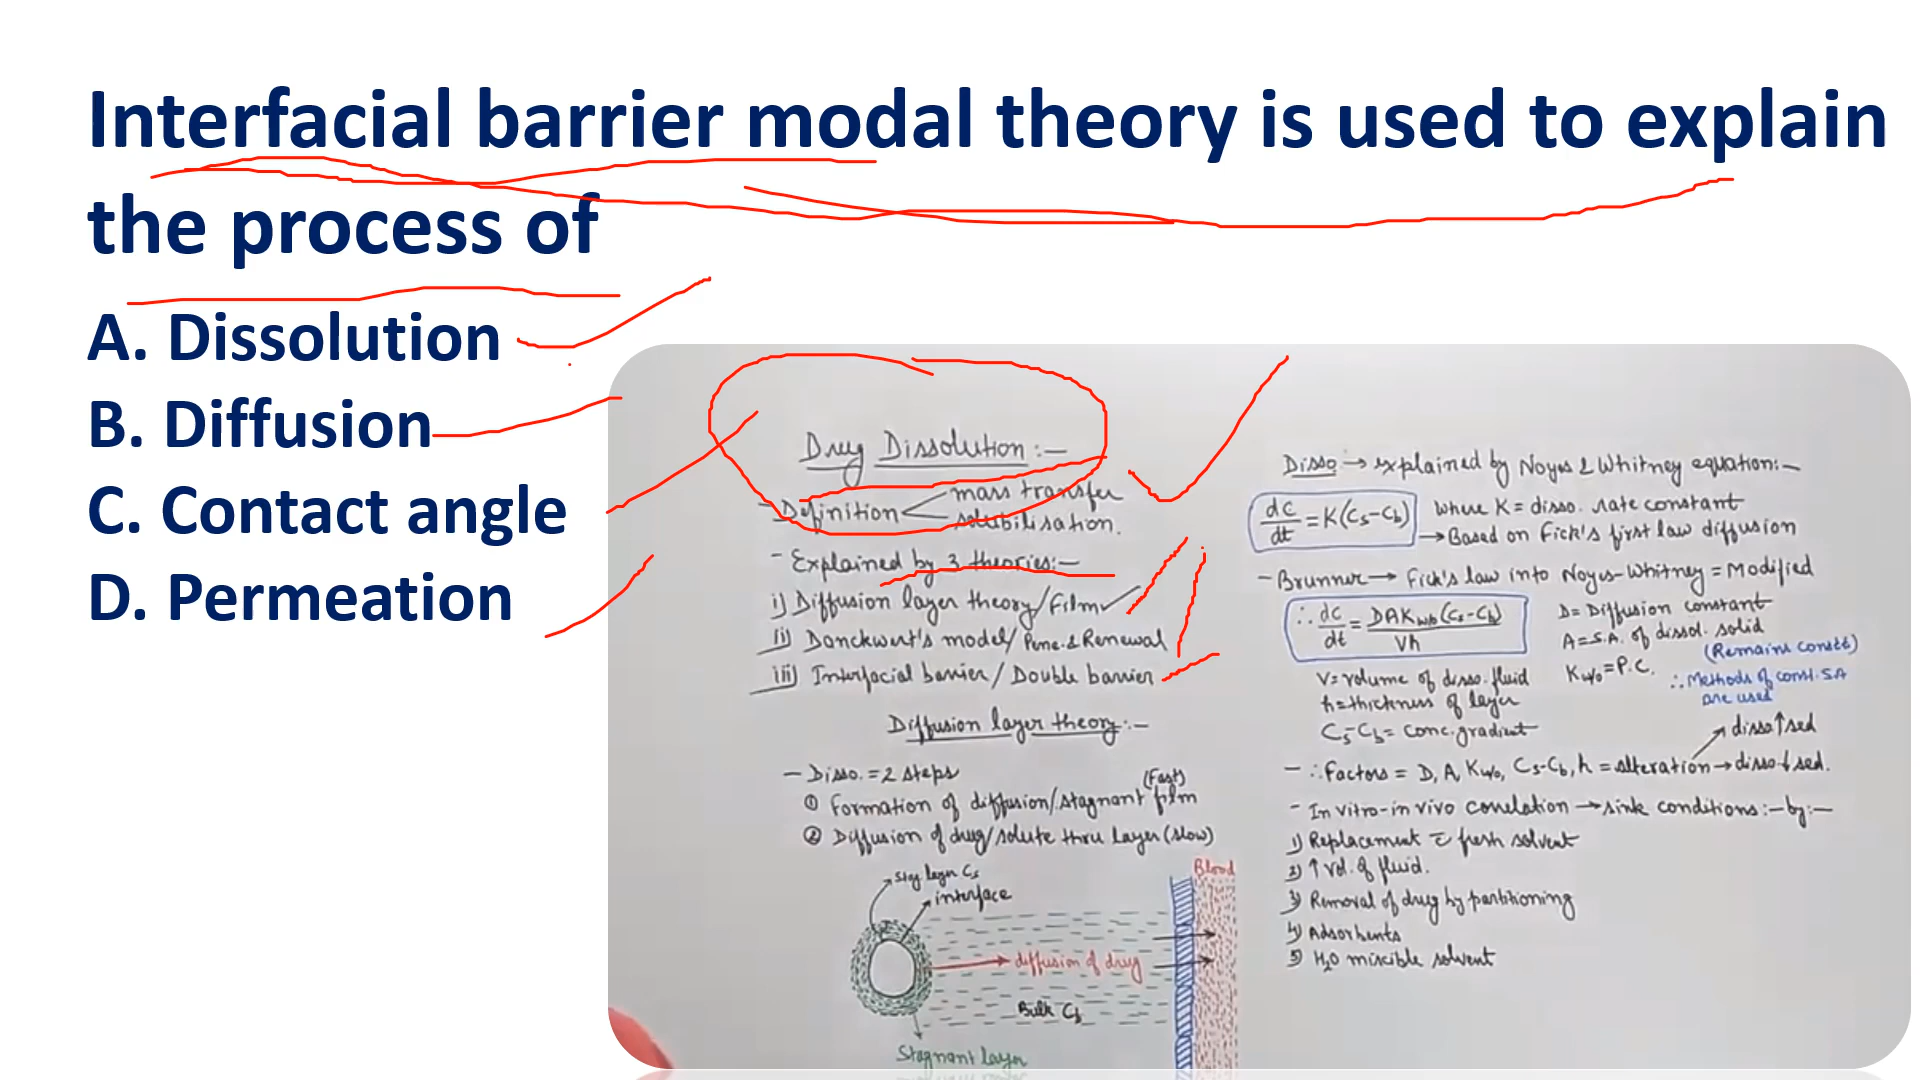 Interfacial barrier modal theory is used to explain
the process of
A. Dissolution
B. Diffusion
C. Contact angle
D. Permeation
Drug Dissolution:-
- Definition < mass transfer
solubilisation.
- Explained by 3 theories:-
i) Diffusion layer theory/Film
ii) Danckwert's model/ Pene. & Renewal
iii) Interfacial barrier/Double barrier
Diffusion layer theory:-
- Disso. = 2 steps
① Formation of diffusion/stagnant film (Fast)
② Diffusion of drug/solute thru layer (slow)
Stag layer Cs
interface
Blood
diffusion of drug
Bulk Cb
Stagnant layer
Disso → explained by Noyes & Whitney equation:-
dc/dt = K(Cs-Cb) where K = disso. rate constant
→ Based on Fick's first law diffusion
- Brunner → Fick's law into Noyes-Whitney = Modified
∴ dc/dt = DAKw/o (Cs-Cb)/Vh
D = Diffusion constant
A = S.A. of dissol. solid
(Remains constt)
Kw/o = P.C.
∴ Methods of const. SA
are used
V = volume of disso. fluid
h = thickness of layer
Cs-Cb = conc. gradient
disso↑sed
- ∴ Factors = D, A, Kw/o, Cs-Cb, h = alteration → disso↓sed.
- In vitro-in vivo correlation → sink conditions:- by:-
1) Replacement c̄ fresh solvent
2) ↑ Vol. of fluid.
3) Removal of drug by partitioning
4) Adsorbents
5) H2O miscible solvent